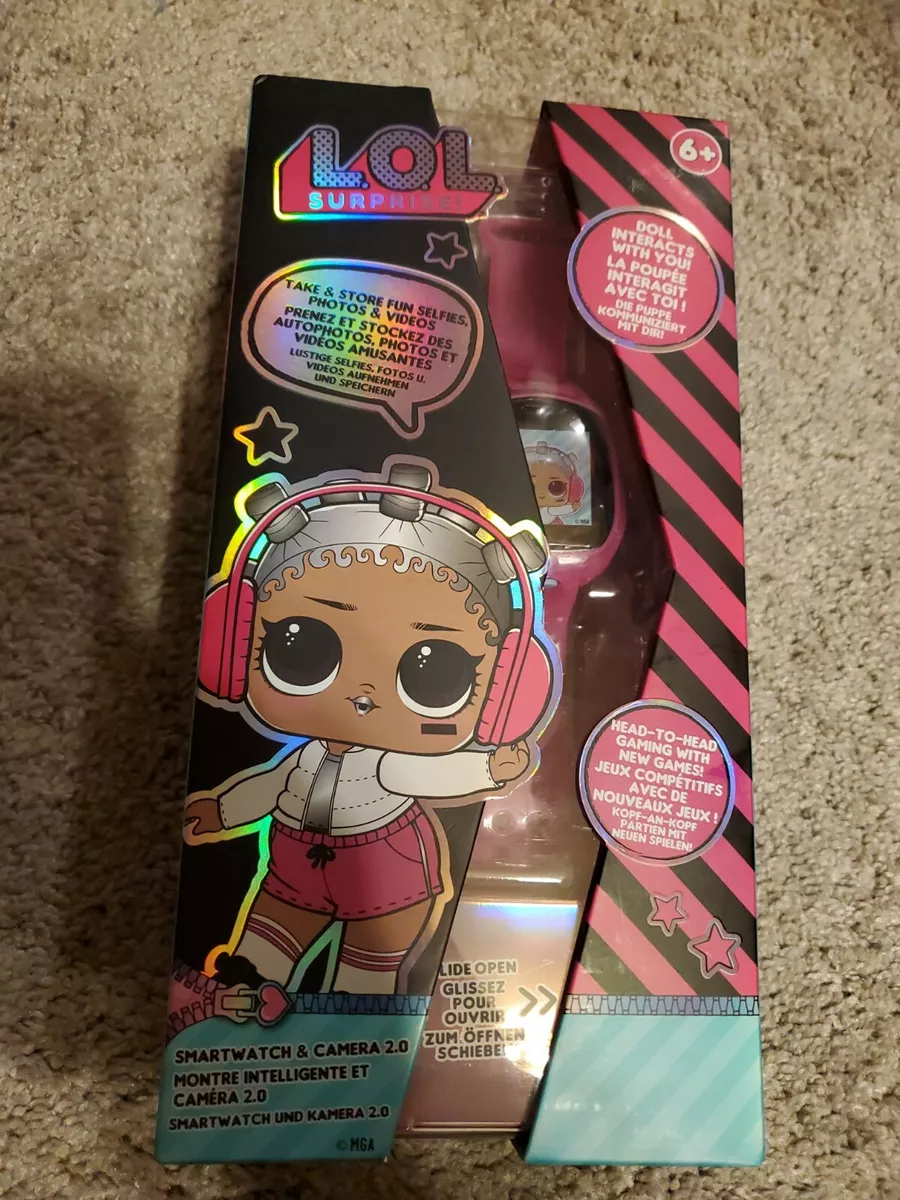 L.O.L.
SURPRISE!
6+
TAKE & STORE FUN SELFIES,
PHOTOS & VIDEOS
PRENEZ ET STOCKEZ DES
AUTOPHOTOS, PHOTOS ET
VIDÉOS AMUSANTES
LUSTIGE SELFIES, FOTOS U.
VIDEOS AUFNEHMEN
UND SPEICHERN
DOLL
INTERACTS
WITH YOU!
LA POUPÉE
INTERAGIT
AVEC TOI !
DIE PUPPE
KOMMUNIZIERT
MIT DIR!
© MGA
HEAD-TO-HEAD
GAMING WITH
NEW GAMES!
JEUX COMPÉTITIFS
AVEC DE
NOUVEAUX JEUX !
KOPF-AN-KOPF
PARTIEN MIT
NEUEN SPIELEN!
LIDE OPEN
GLISSEZ
POUR
OUVRIR
ZUM ÖFFNEN
SCHIEBE
SMARTWATCH & CAMERA 2.0
MONTRE INTELLIGENTE ET
CAMÉRA 2.0
SMARTWATCH UND KAMERA 2.0
© MGA